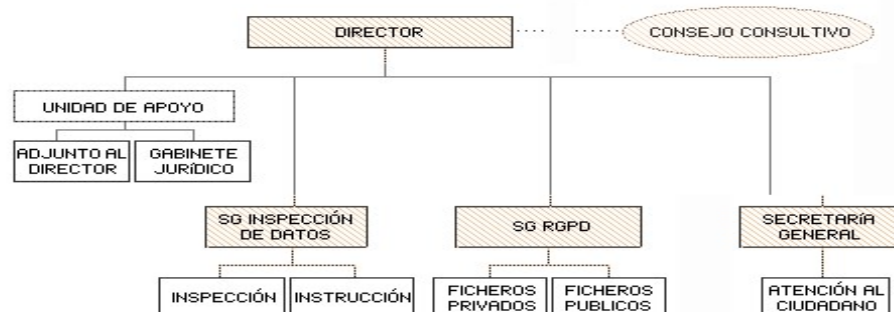 DIRECTOR
CONSEJO CONSULTIVO
UNIDAD DE APOYO
ADJUNTO AL
DIRECTOR
GABINETE
JURÍDICO
SG INSPECCIÓN
DE DATOS
SG RGPD
SECRETARÍA
GENERAL
INSPECCIÓN
INSTRUCCIÓN
FICHEROS
PRIVADOS
FICHEROS
PUBLICOS
ATENCIÓN AL
CIUDADANO